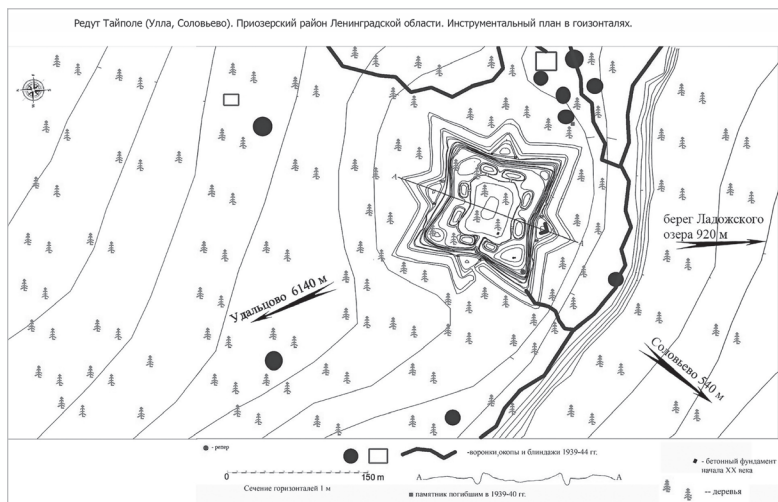 Редут Тайполе (Улла, Соловьево). Приозерский район Ленинградской области. Инструментальный план в гоизонталях.
А
А
берег Ладожского
озера 920 м
Удальцово 6140 м
Соловьево 540 м
- репер
-воронки,окопы и блиндажи 1939-44 гг.
- бетонный фундамент
начала XX века
0
150 м
Сечение горизонталей 1 м
А
А
памятник погибшим в 1939-40 гг.
-- деревья